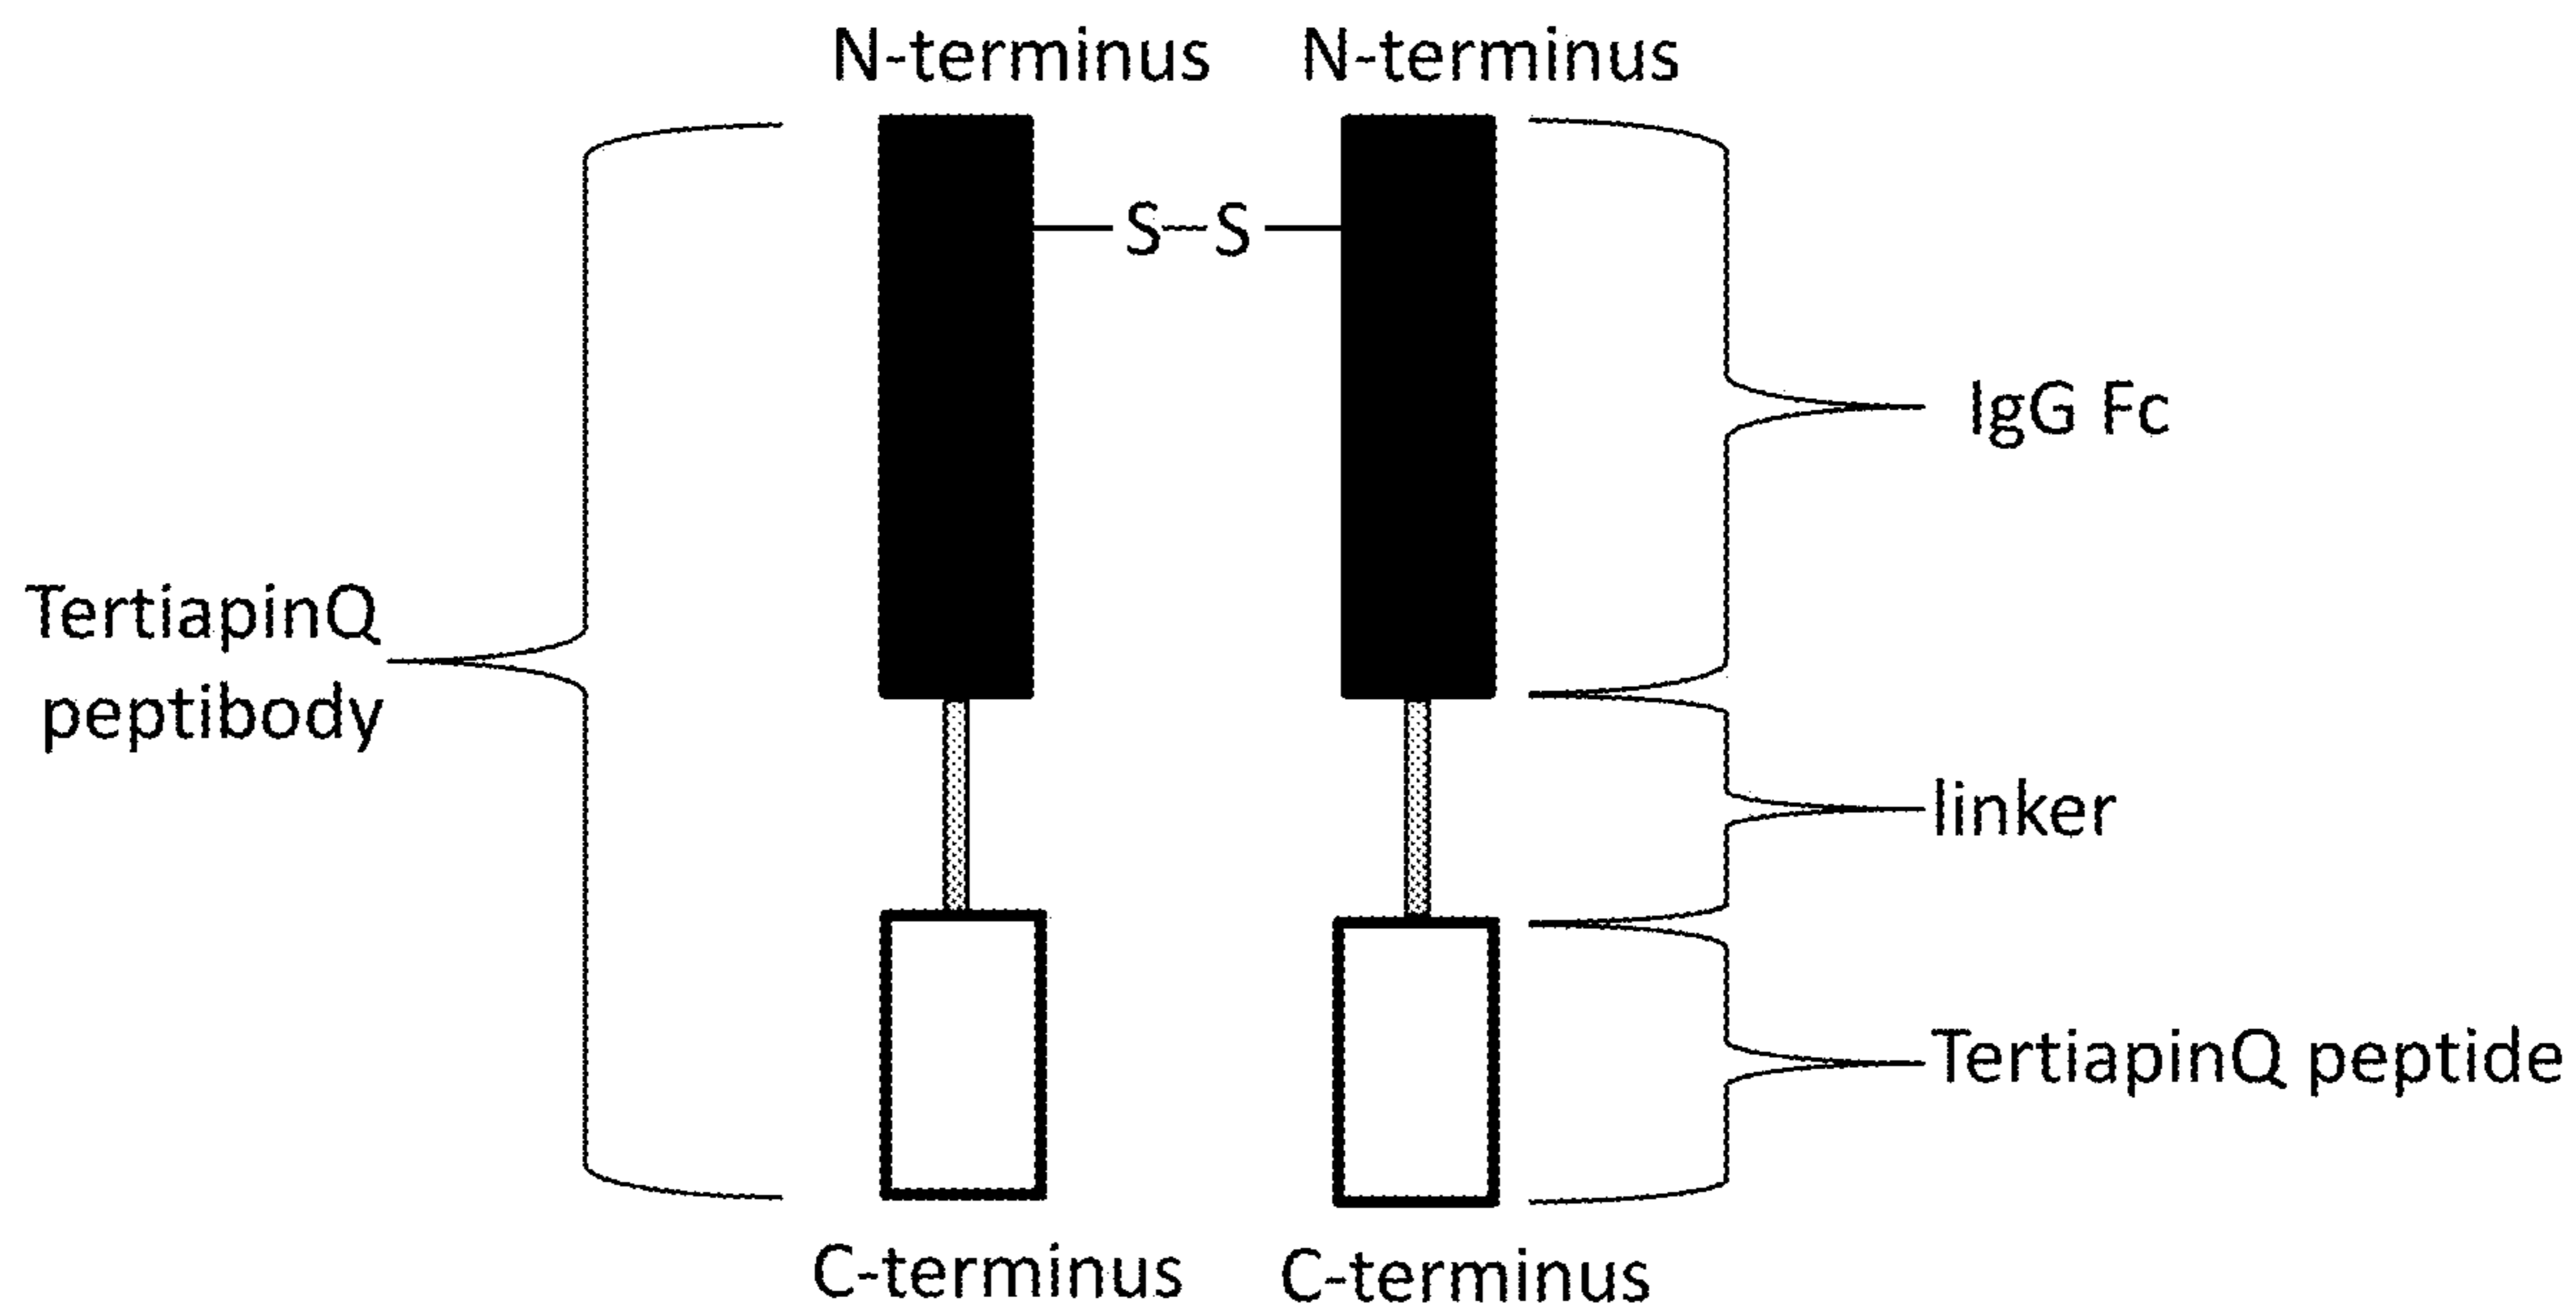 N-terminus N-terminus
S--S
IgG Fc
TertiapinQ
peptibody
linker
TertiapinQ peptide
C-terminus C-terminus